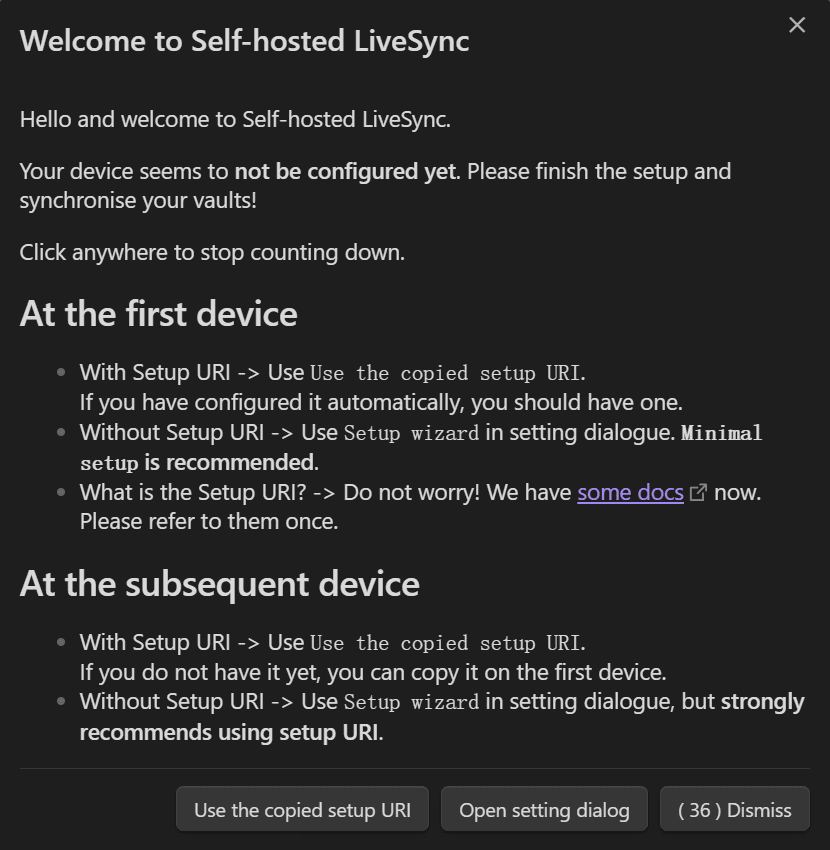 Welcome to Self-hosted LiveSync
Hello and welcome to Self-hosted LiveSync.
Your device seems to not be configured yet. Please finish the setup and
synchronise your vaults!
Click anywhere to stop counting down.
At the first device
With Setup URI -> Use Use the copied setup URI.
If you have configured it automatically, you should have one.
Without Setup URI -> Use Setup wizard in setting dialogue. Minimal
setup is recommended.
What is the Setup URI? -> Do not worry! We have some docs now.
Please refer to them once.
At the subsequent device
With Setup URI -> Use Use the copied setup URI.
If you do not have it yet, you can copy it on the first device.
Without Setup URI -> Use Setup wizard in setting dialogue, but strongly
recommends using setup URI.
Use the copied setup URI Open setting dialog ( 36 ) Dismiss